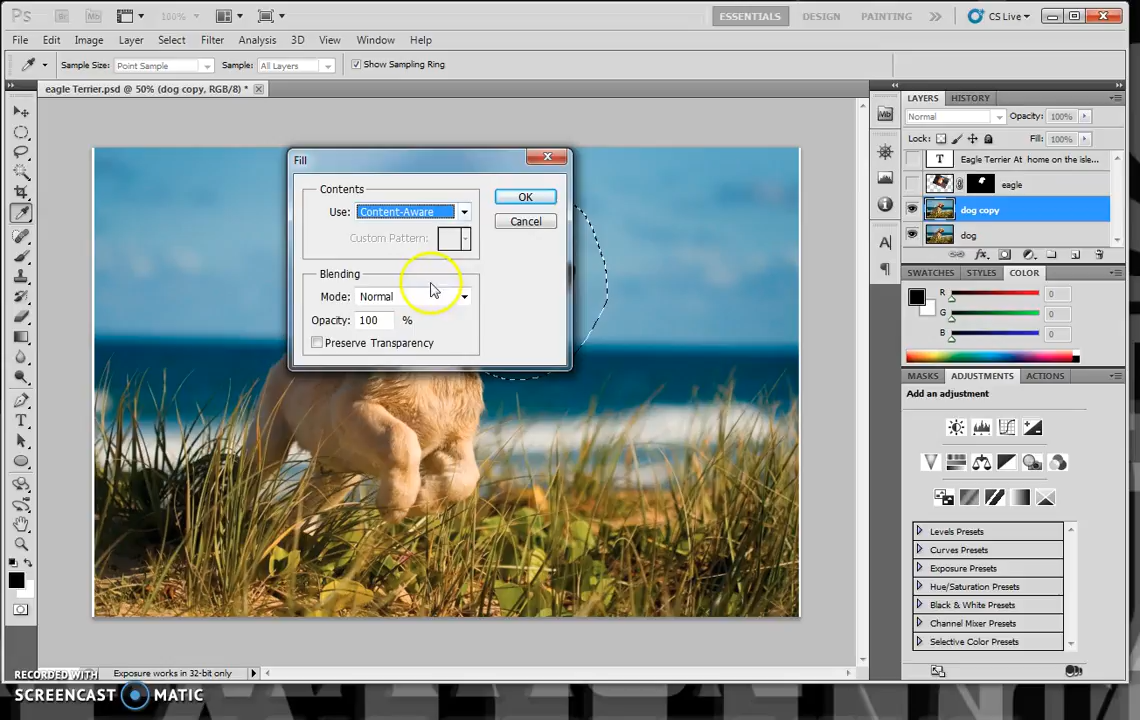 Ps Br Mb 100% ESSENTIALS DESIGN PAINTING CS Live
File Edit Image Layer Select Filter Analysis 3D View Window Help
Sample Size: Point Sample Sample: All Layers Show Sampling Ring
eagle Terrier.psd @ 50% (dog copy, RGB/8) *
LAYERS HISTORY
Normal Opacity: 100%
Lock: Fill: 100%
T Eagle Terrier At home on the isle...
eagle
dog copy
dog
Mb
A
SWATCHES STYLES COLOR
R 0
G 0
B 0
MASKS ADJUSTMENTS ACTIONS
Add an adjustment
Levels Presets
Curves Presets
Exposure Presets
Hue/Saturation Presets
Black & White Presets
Channel Mixer Presets
Selective Color Presets
Fill
Contents
Use: Content-Aware
Custom Pattern:
OK
Cancel
Blending
Mode: Normal
Opacity: 100 %
Preserve Transparency
T
Exposure works in 32-bit only
RECORDED WITH
SCREENCAST MATIC